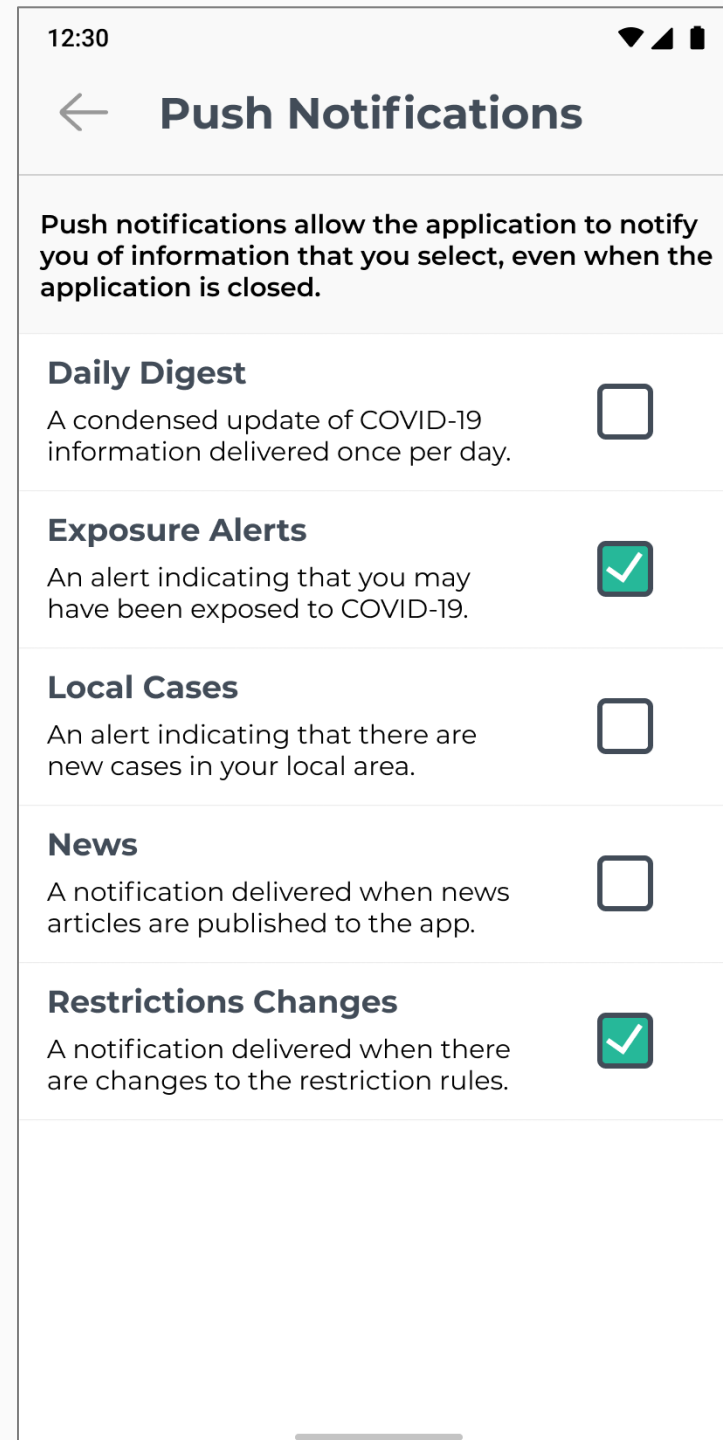 12:30
Push Notifications
Push notifications allow the application to notify
you of information that you select, even when the
application is closed.
Daily Digest
A condensed update of COVID-19
information delivered once per day.
Exposure Alerts
An alert indicating that you may
have been exposed to COVID-19.
Local Cases
An alert indicating that there are
new cases in your local area.
News
A notification delivered when news
articles are published to the app.
Restrictions Changes
A notification delivered when there
are changes to the restriction rules.